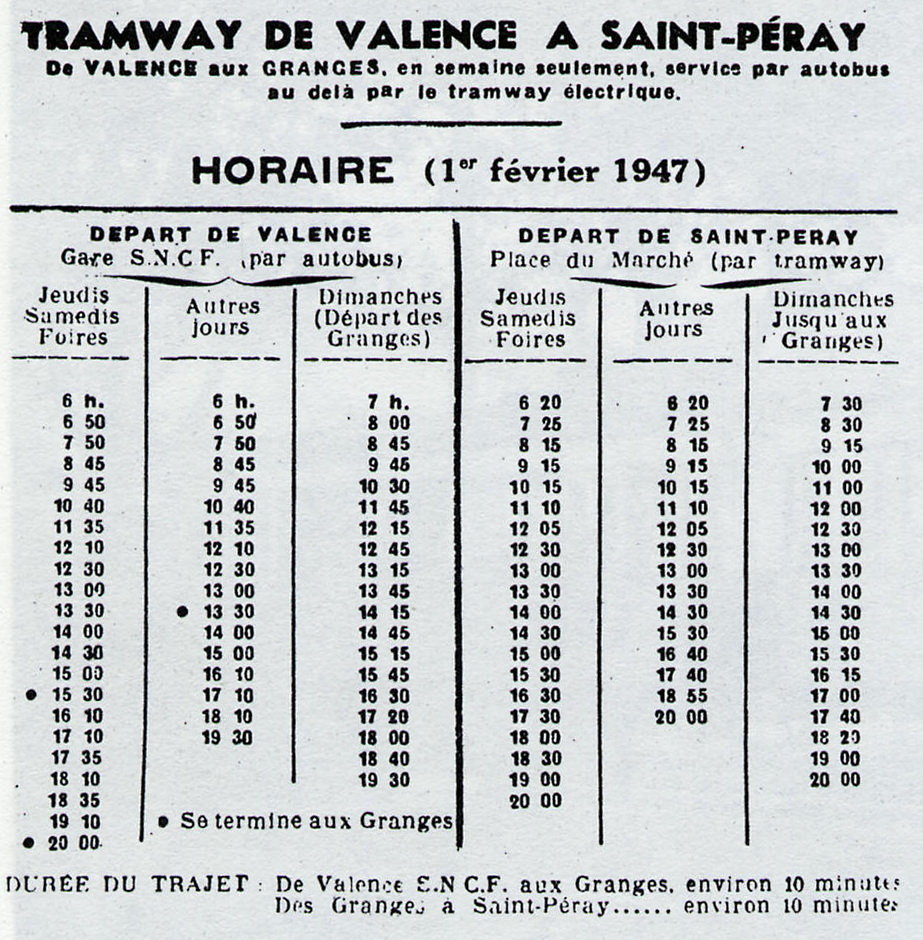 TRAMWAY DE VALENCE A SAINT-PÉRAY
De VALENCE aux GRANGES, en semaine seulement, service par autobus
au delà par le tramway électrique.
HORAIRE (1er février 1947)
DEPART DE VALENCE
Gare S.N.C.F. (par autobus)
Jeudis
Samedis
Foires
Autres
jours
Dimanches
(Départ des
Granges)
6 h. 6 h. 7 h.
6 50 6 50 8 00
7 50 7 50 8 45
8 45 8 45 9 45
9 45 9 45 10 30
10 40 10 40 11 45
11 35 11 35 12 15
12 10 12 10 12 45
12 30 12 30 13 15
13 00 13 00 13 45
13 30 • 13 30 14 15
14 00 14 00 14 45
14 30 15 00 15 15
15 00 16 10 15 45
• 15 30 17 10 16 30
16 10 18 10 17 20
17 10 19 30 18 00
17 35 18 40
18 10 19 30
18 35
19 10
• 20 00
• Se termine aux Granges
DEPART DE SAINT-PERAY
Place du Marché (par tramway)
Jeudis
Samedis
Foires
Autres
jours
Dimanches
Jusqu'aux
Granges)
6 20 6 20 7 30
7 25 7 25 8 30
8 15 8 15 9 15
9 15 9 15 10 00
10 15 10 15 11 00
11 10 11 10 12 00
12 05 12 05 12 30
12 30 12 30 13 00
13 00 13 00 13 30
13 30 13 30 14 00
14 00 14 30 14 30
14 30 15 30 15 00
15 00 16 40 15 30
15 30 17 40 16 15
16 30 18 55 17 00
17 30 20 00 17 40
18 00 18 20
18 30 19 00
19 00 20 00
20 00
DURÉE DU TRAJET : De Valence S.N.C.F. aux Granges, environ 10 minutes
Des Granges à Saint-Péray...... environ 10 minutes